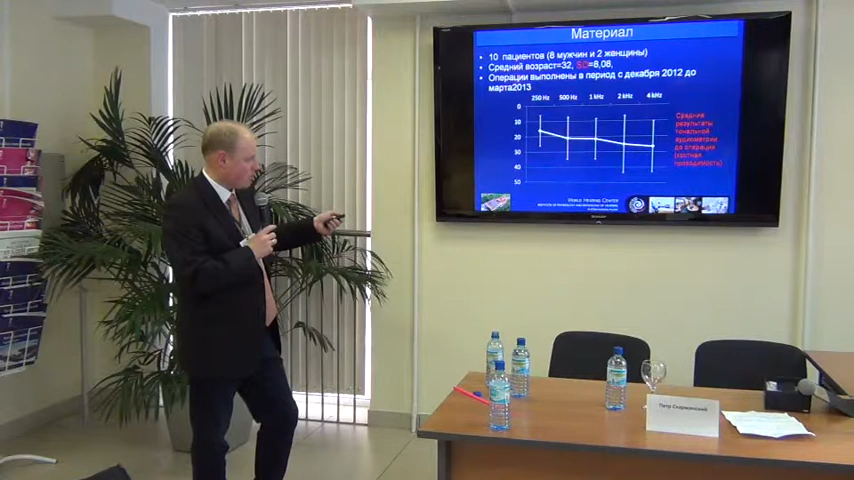 Материал
10 пациентов (8 мужчин и 2 женщины)
Средний возраст=32, SD=8,08,
Операции выполнены в период с декабря 2012 до
марта2013
250 Hz 500 Hz 1 kHz 2 kHz 4 kHz
0
10
20
30
40
50
Средние
результаты
тональной
аудиометрии
до операции
(костная
проводимость)
World Hearing Center
SHARP
Петр Скаржинский